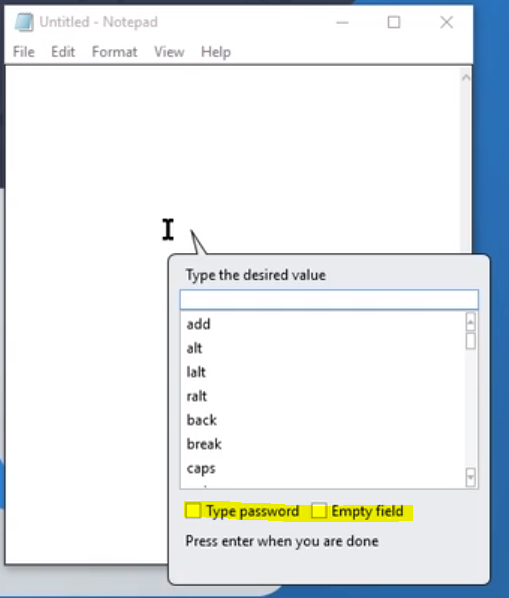 Untitled - Notepad
File Edit Format View Help
Type the desired value
add
alt
lalt
ralt
back
break
caps
Type password Empty field
Press enter when you are done